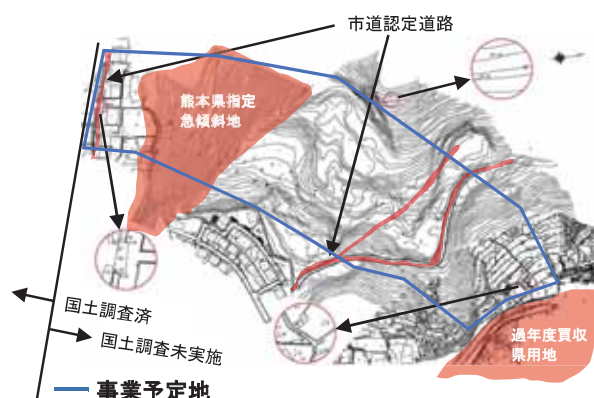 市道認定道路
熊本県指定
急傾斜地
国土調査済
国土調査未実施
過年度買収
県用地
事業予定地